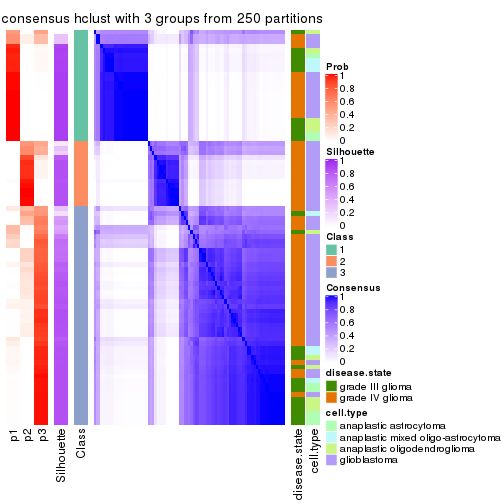 consensus hclust with 3 groups from 250 partitions
Prob
1
0.8
0.6
0.4
0.2
0
Silhouette
1
0.8
0.6
0.4
0.2
0
Class
1
2
3
Consensus
1
0.8
0.6
0.4
0.2
0
disease.state
grade III glioma
grade IV glioma
cell.type
anaplastic astrocytoma
anaplastic mixed oligo-astrocytoma
anaplastic oligodendroglioma
glioblastoma
p1
p2
p3
Silhouette
Class
disease.state
cell.type